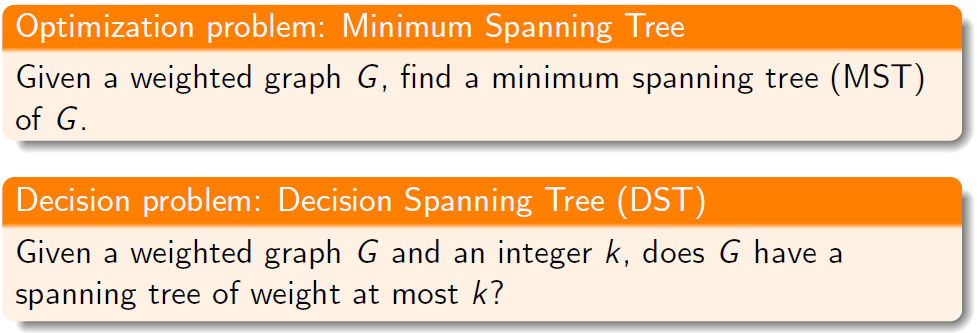 Optimization problem: Minimum Spanning Tree
Given a weighted graph G, find a minimum spanning tree (MST)
of G.
Decision problem: Decision Spanning Tree (DST)
Given a weighted graph G and an integer k, does G have a
spanning tree of weight at most k?